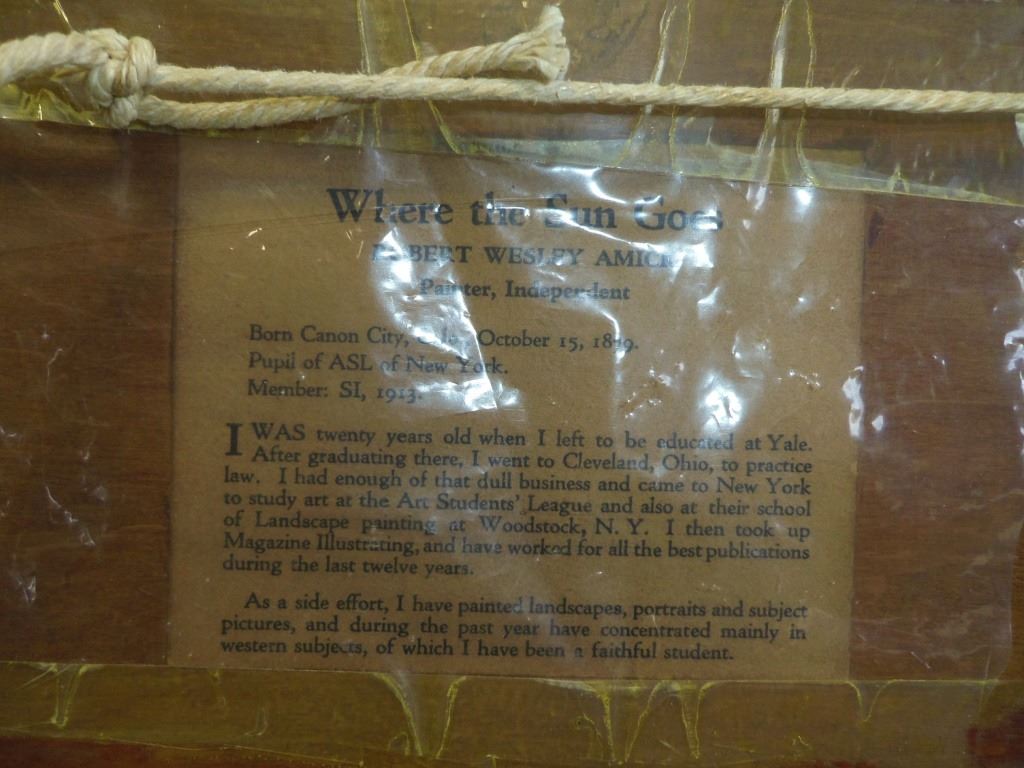 Where the Sun Goes
ROBERT WESLEY AMICK
Painter, Independent
Born Canon City, October 15,
Pupil of ASL of New York.
Member: SI, 1913.
I WAS twenty years old when I left to be educated at Yale.
After graduating there, I went to Cleveland, Ohio, to practice
law. I had enough of that dull business and came to New York
to study art at the Art Students' League and also at their school
of Landscape painting at Woodstock, N. Y. I then took up
Magazine Illustrating, and have worked for all the best publications
during the last twelve years.
As a side effort, I have painted landscapes, portraits and subject
pictures, and during the past year have concentrated mainly in
western subjects, of which I have been a faithful student.